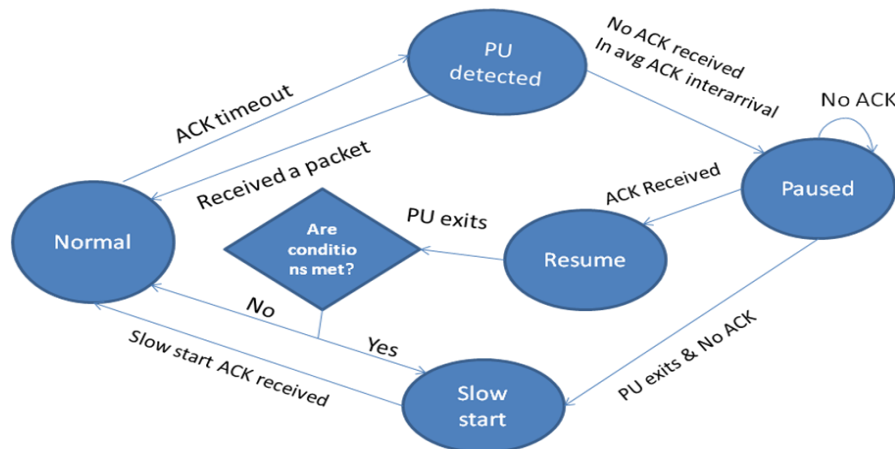 PU
detected
No ACK received
In avg ACK interarrival
No ACK
ACK timeout
Received a packet
ACK Received
Paused
Normal
Are
conditio
ns met?
PU exits
Resume
No
Yes
Slow start ACK received
PU exits & No ACK
Slow
start